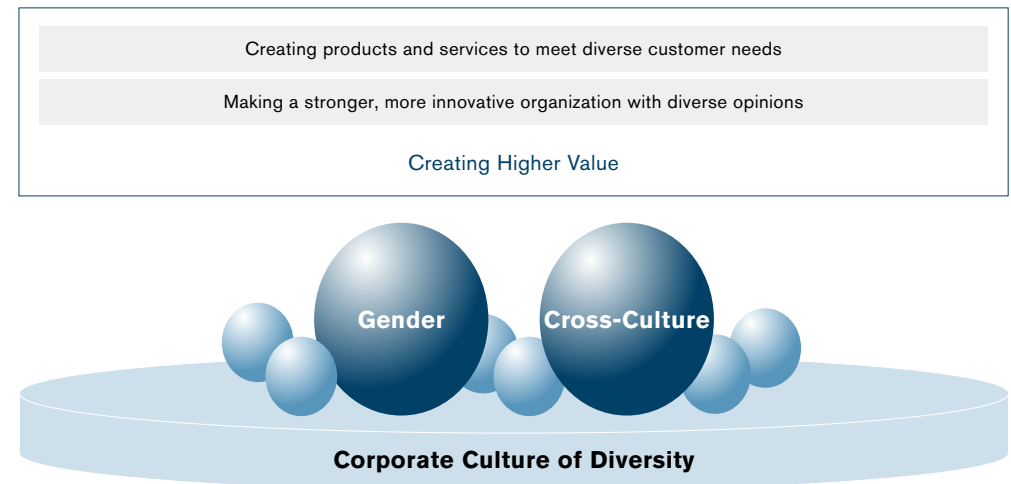 Creating products and services to meet diverse customer needs
Making a stronger, more innovative organization with diverse opinions
Creating Higher Value
Gender
Cross-Culture
Corporate Culture of Diversity